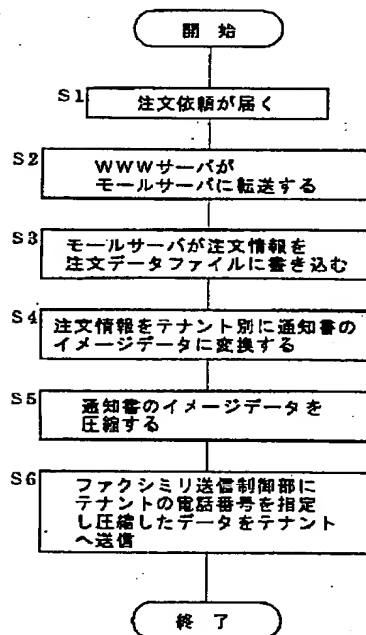 開始
S1
注文依頼が届く
S2
WWWサーバが
モールサーバに転送する
S3
モールサーバが注文情報を
注文データファイルに書き込む
S4
注文情報をテナント別に通知書の
イメージデータに変換する
S5
通知書のイメージデータを
圧縮する
S6
ファクシミリ送信制御部に
テナントの電話番号を指定
し圧縮したデータをテナント
へ送信
終了